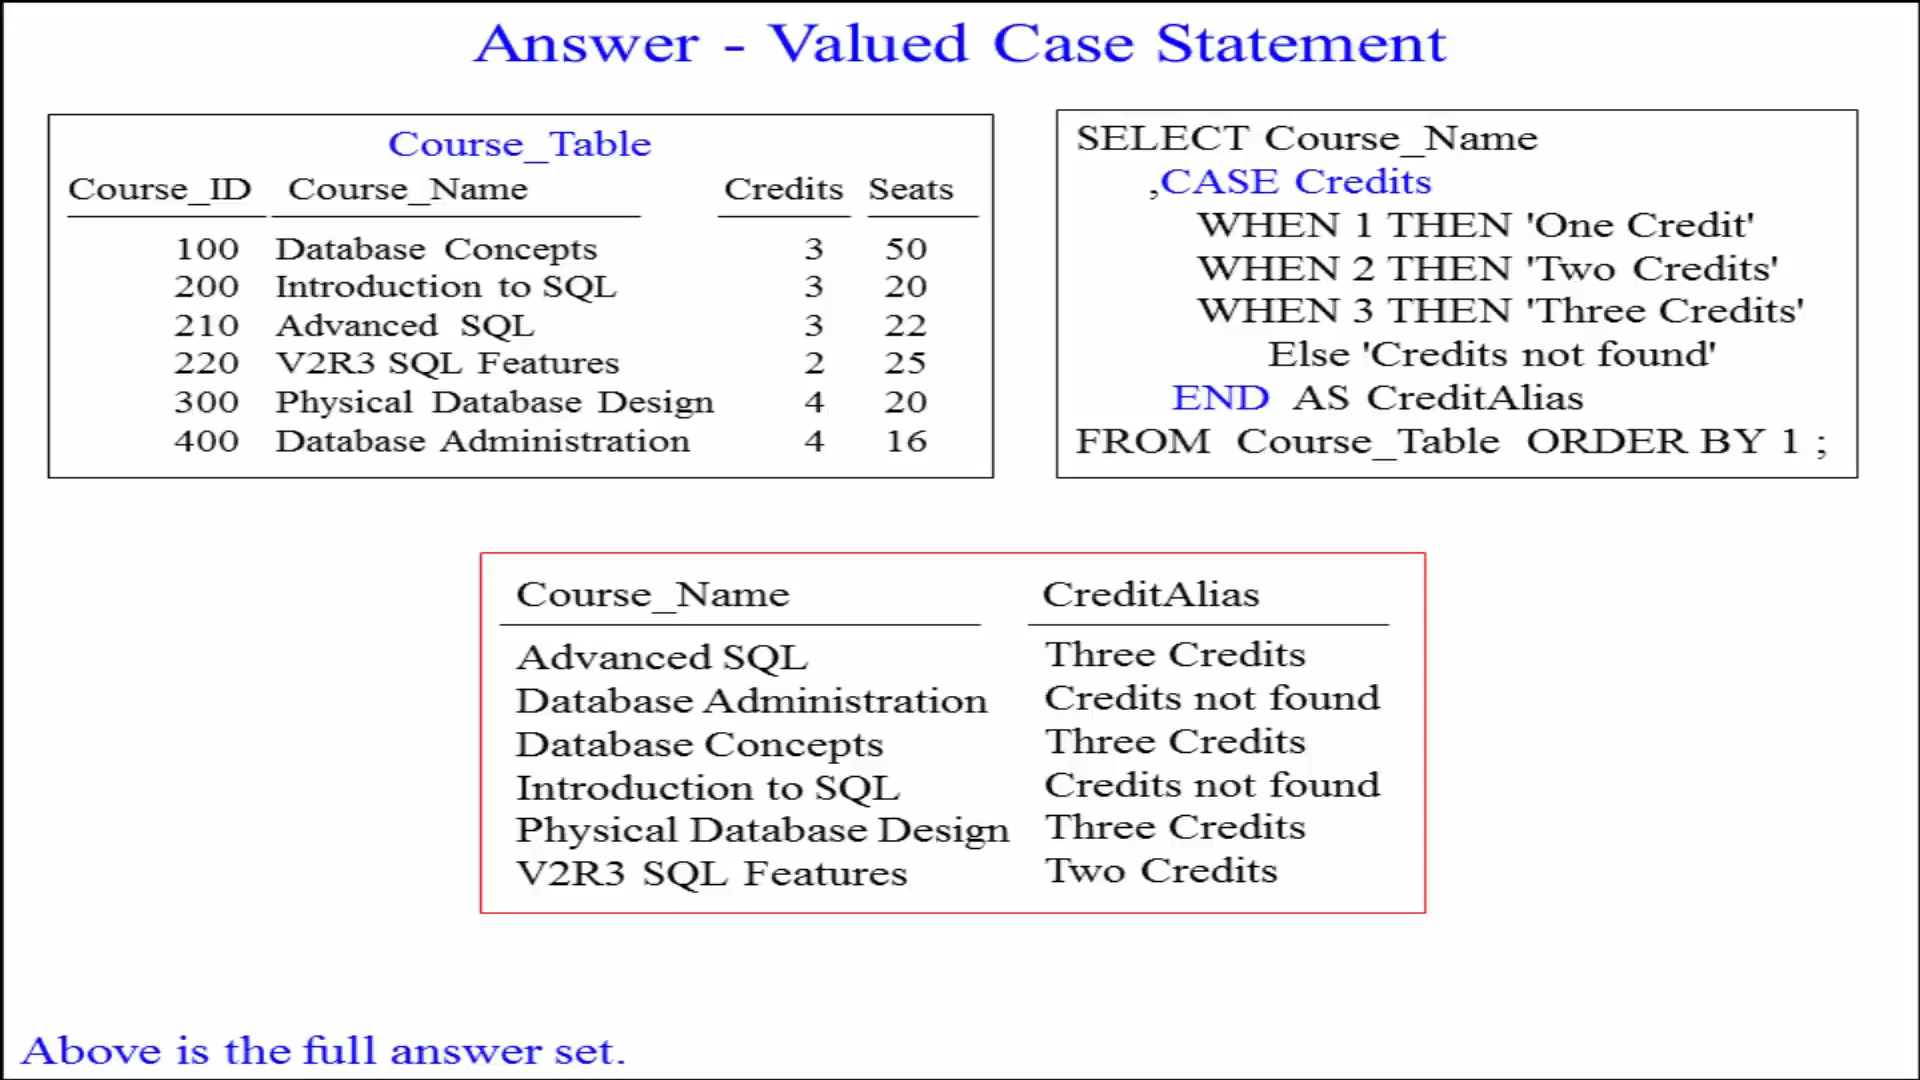 Answer - Valued Case Statement
Course_Table
Course_ID Course_Name Credits Seats
100 Database Concepts 3 50
200 Introduction to SQL 3 20
210 Advanced SQL 3 22
220 V2R3 SQL Features 2 25
300 Physical Database Design 4 20
400 Database Administration 4 16
SELECT Course_Name
,CASE Credits
WHEN 1 THEN 'One Credit'
WHEN 2 THEN 'Two Credits'
WHEN 3 THEN 'Three Credits'
Else 'Credits not found'
END AS CreditAlias
FROM Course_Table ORDER BY 1 ;
Course_Name CreditAlias
Advanced SQL Three Credits
Database Administration Credits not found
Database Concepts Three Credits
Introduction to SQL Credits not found
Physical Database Design Three Credits
V2R3 SQL Features Two Credits
Above is the full answer set.